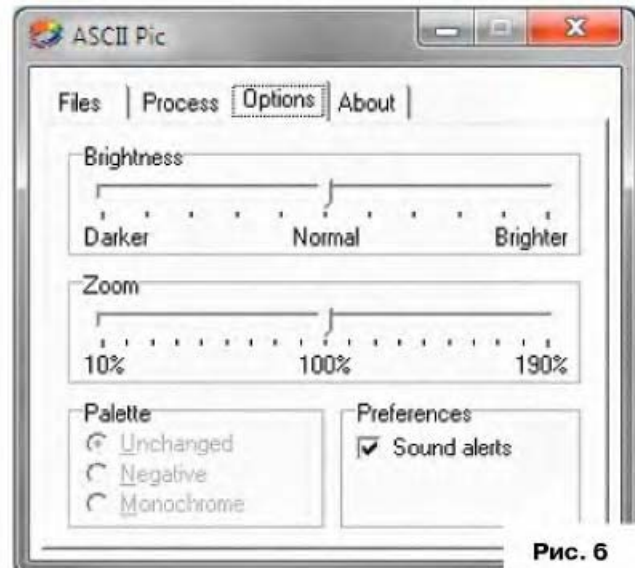 ASCII Pic
Files Process Options About
Brightness
Darker Normal Brighter
Zoom
10% 100% 190%
Palette
Unchanged
Negative
Monochrome
Preferences
Sound alerts
Рис. 6